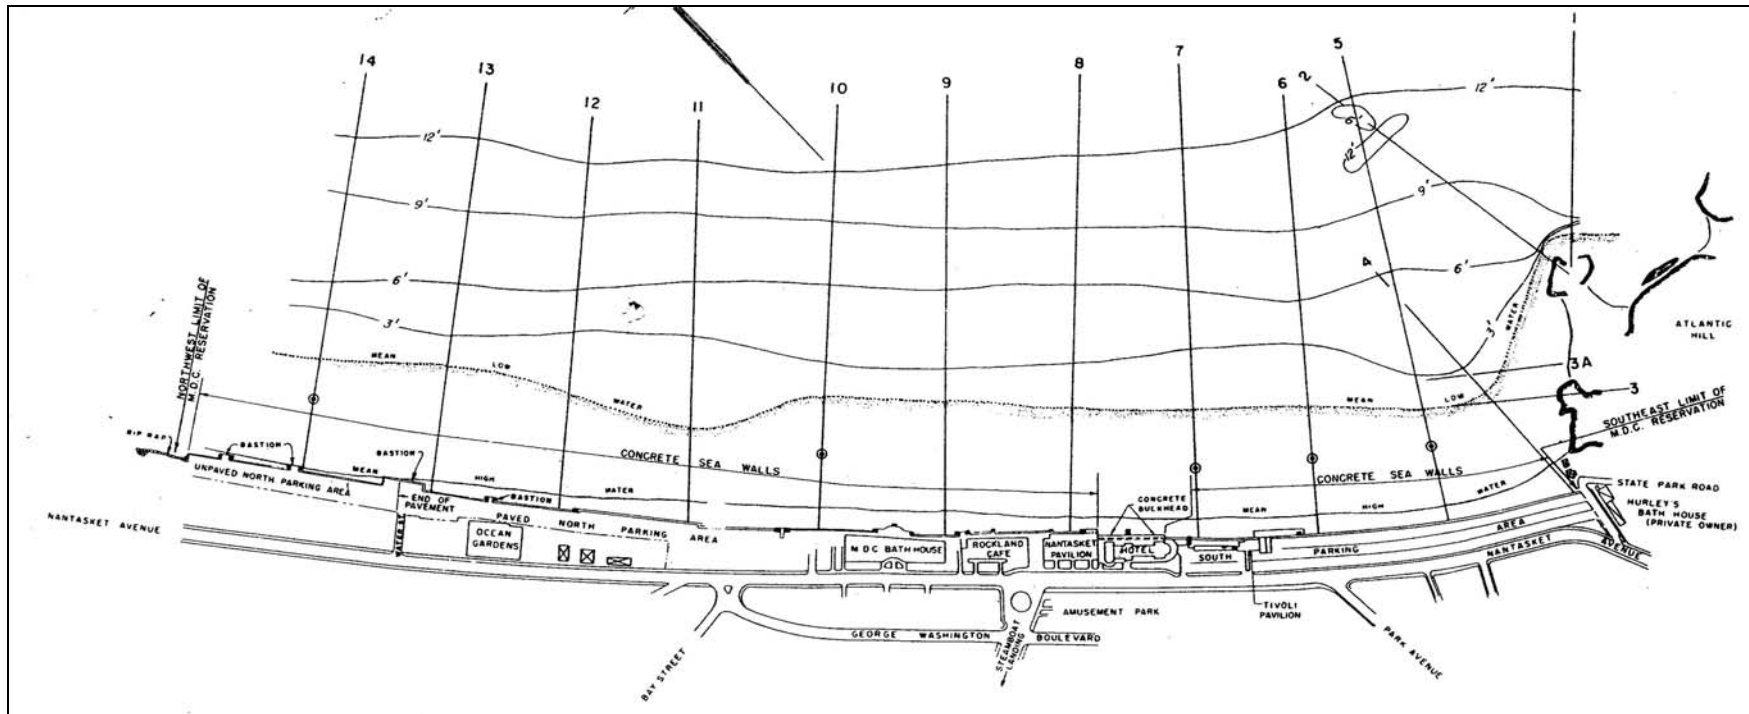 1
5
7
14
8
13
2
6
10
9
12
11
12'
12'
6'
12'
9'
9'
4
6'
6'
3'
3'
WATER
ATLANTIC
HILL
NORTHWEST LIMIT OF
M.D.C. RESERVATION
MEAN
LOW
WATER
3A
3
MEAN
LOW
SOUTHEAST LIMIT OF
M.D.C. RESERVATION
RIP RAP
BASTION
BASTION
CONCRETE SEA WALLS
CONCRETE SEA WALLS
UNPAVED NORTH PARKING AREA
MEAN
HIGH
WATER
CONCRETE
BULKHEAD
MEAN
HIGH
WATER
STATE PARK ROAD
HURLEY'S
BATH HOUSE
(PRIVATE OWNER)
END OF
PAVEMENT
BASTION
PAVED NORTH PARKING AREA
NANTASKET AVENUE
WATER ST.
OCEAN
GARDENS
M D C BATH HOUSE
ROCKLAND
CAFE
NANTASKET
PAVILION
HOTEL
SOUTH
PARKING
AREA
NANTASKET
AVENUE
TIVOLI
PAVILION
AMUSEMENT PARK
GEORGE WASHINGTON
BOULEVARD
STEAMBOAT
LANDING
BAY STREET
PARK AVENUE